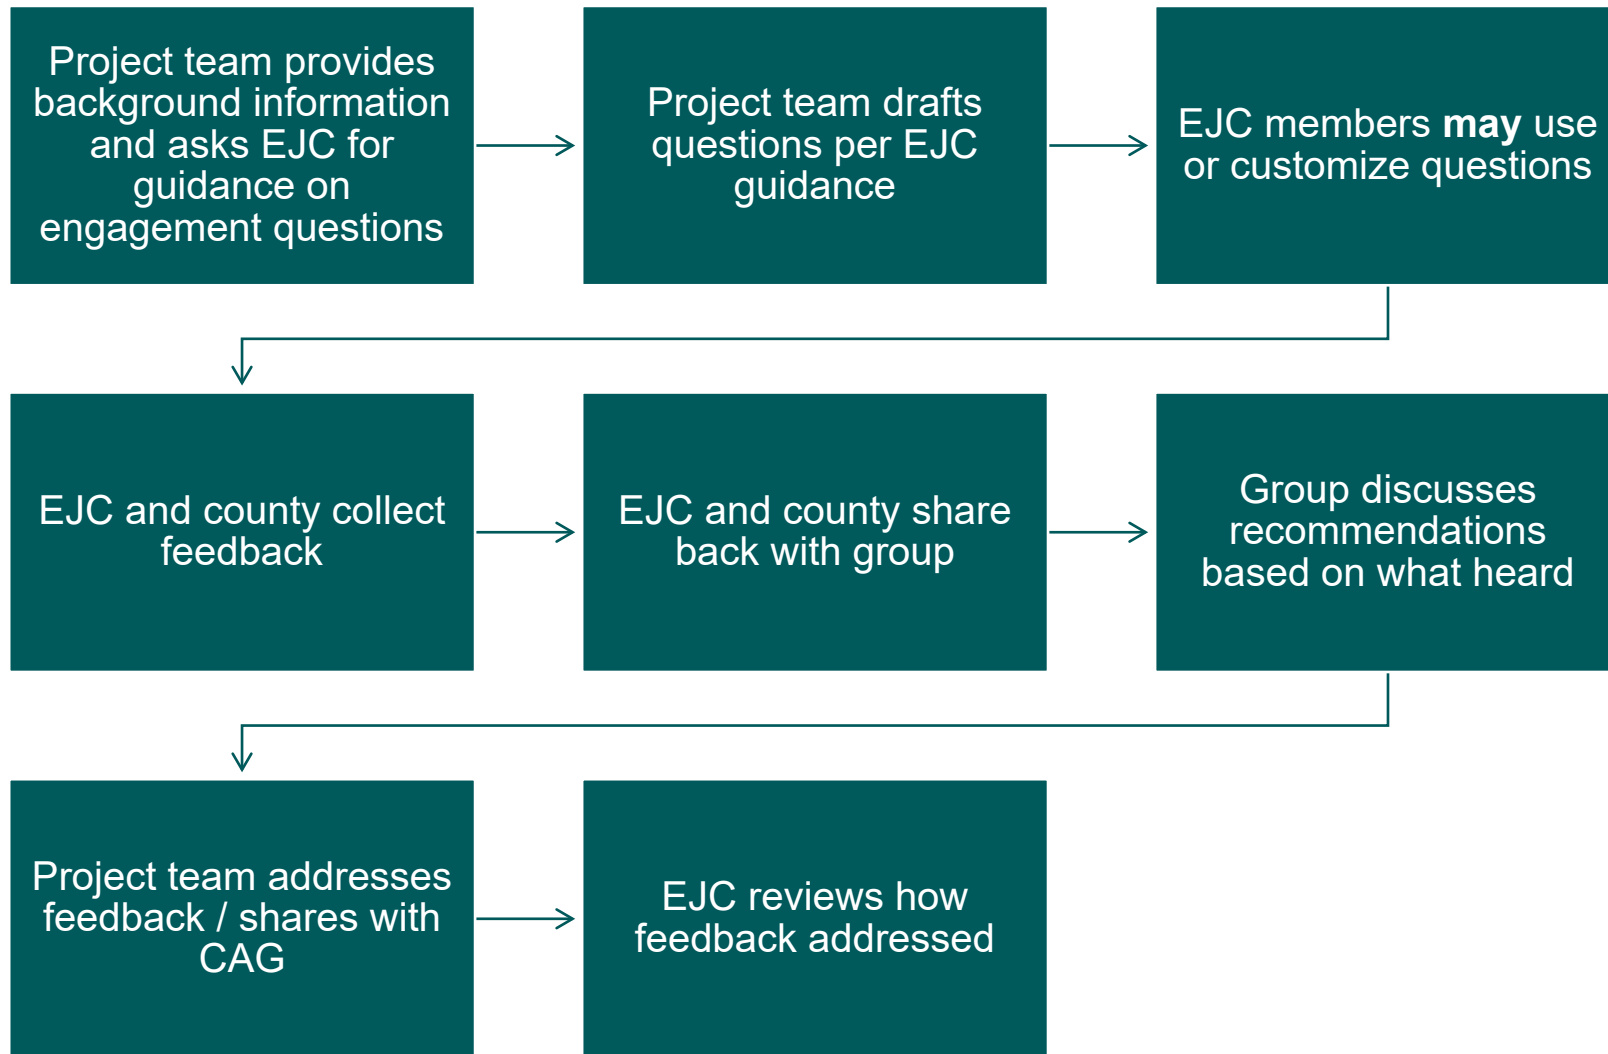 Project team provides
background information
and asks EJC for
guidance on
engagement questions
Project team drafts
questions per EJC
guidance
EJC members may use
or customize questions
EJC and county collect
feedback
EJC and county share
back with group
Group discusses
recommendations
based on what heard
Project team addresses
feedback / shares with
CAG
EJC reviews how
feedback addressed